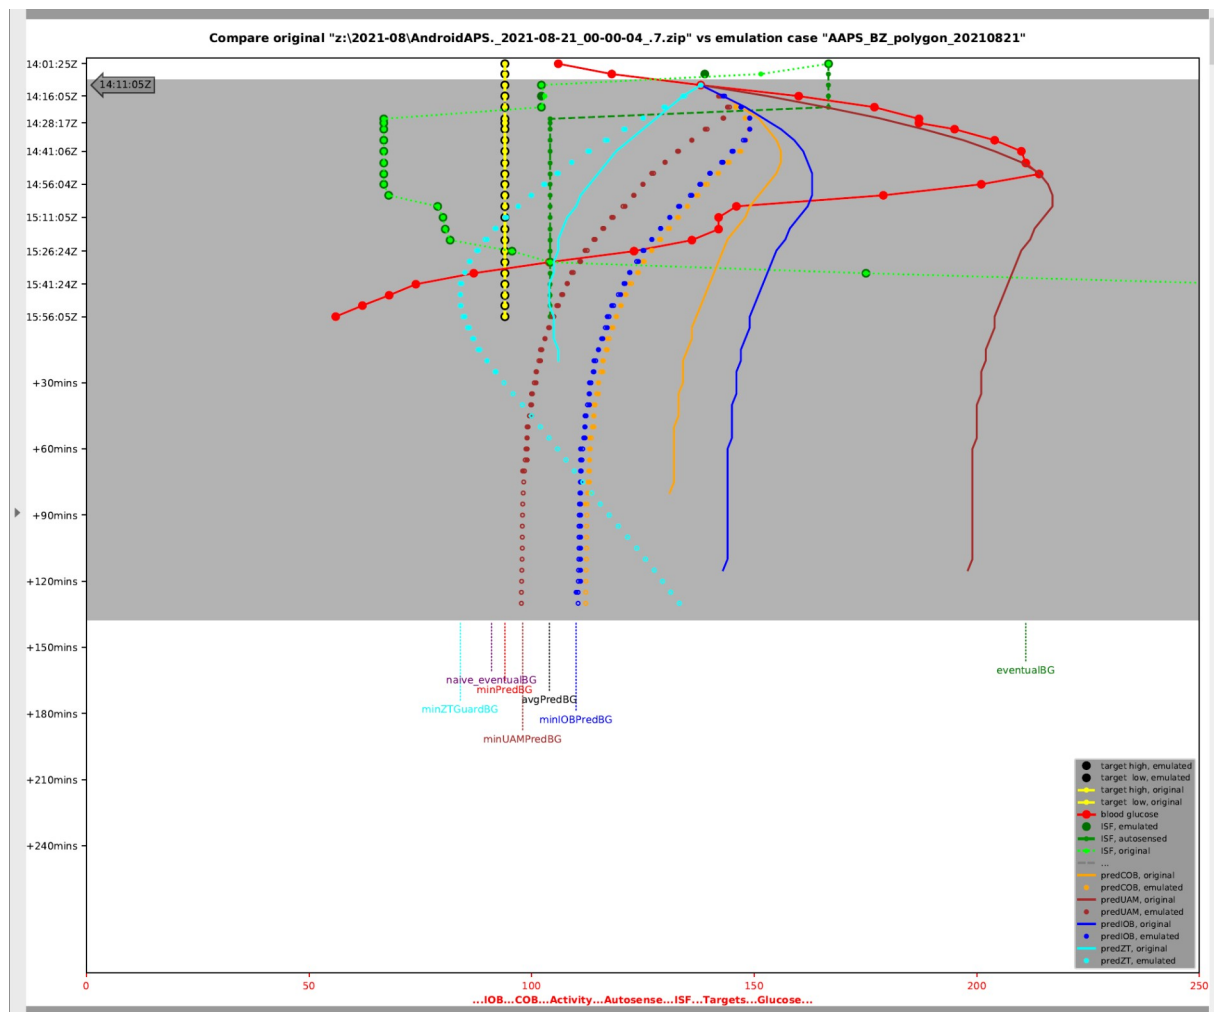 Compare original "z:\2021-08\AndroidAPS._2021-08-21_00-00-04_.7.zip" vs emulation case "AAPS_BZ_polygon_20210821"
14:01:25Z
14:11:05Z
14:16:05Z
14:28:17Z
14:41:06Z
14:56:04Z
15:11:05Z
15:26:24Z
15:41:24Z
15:56:05Z
+30mins
+60mins
+90mins
+120mins
+150mins
+180mins
+210mins
+240mins
eventualBG
naive_eventualBG
minPredBG
avgPredBG
minZTGuardBG
minIOBPredBG
minUAMPredBG
target high, emulated
target low, emulated
target high, original
target low, original
blood glucose
ISF, emulated
ISF, autosensed
ISF, original
...
predCOB, original
predCOB, emulated
predUAM, original
predUAM, emulated
predIOB, original
predIOB, emulated
predZT, original
predZT, emulated
0 50 100 150 200 250
...IOB...COB...Activity...Autosense...ISF...Targets...Glucose...